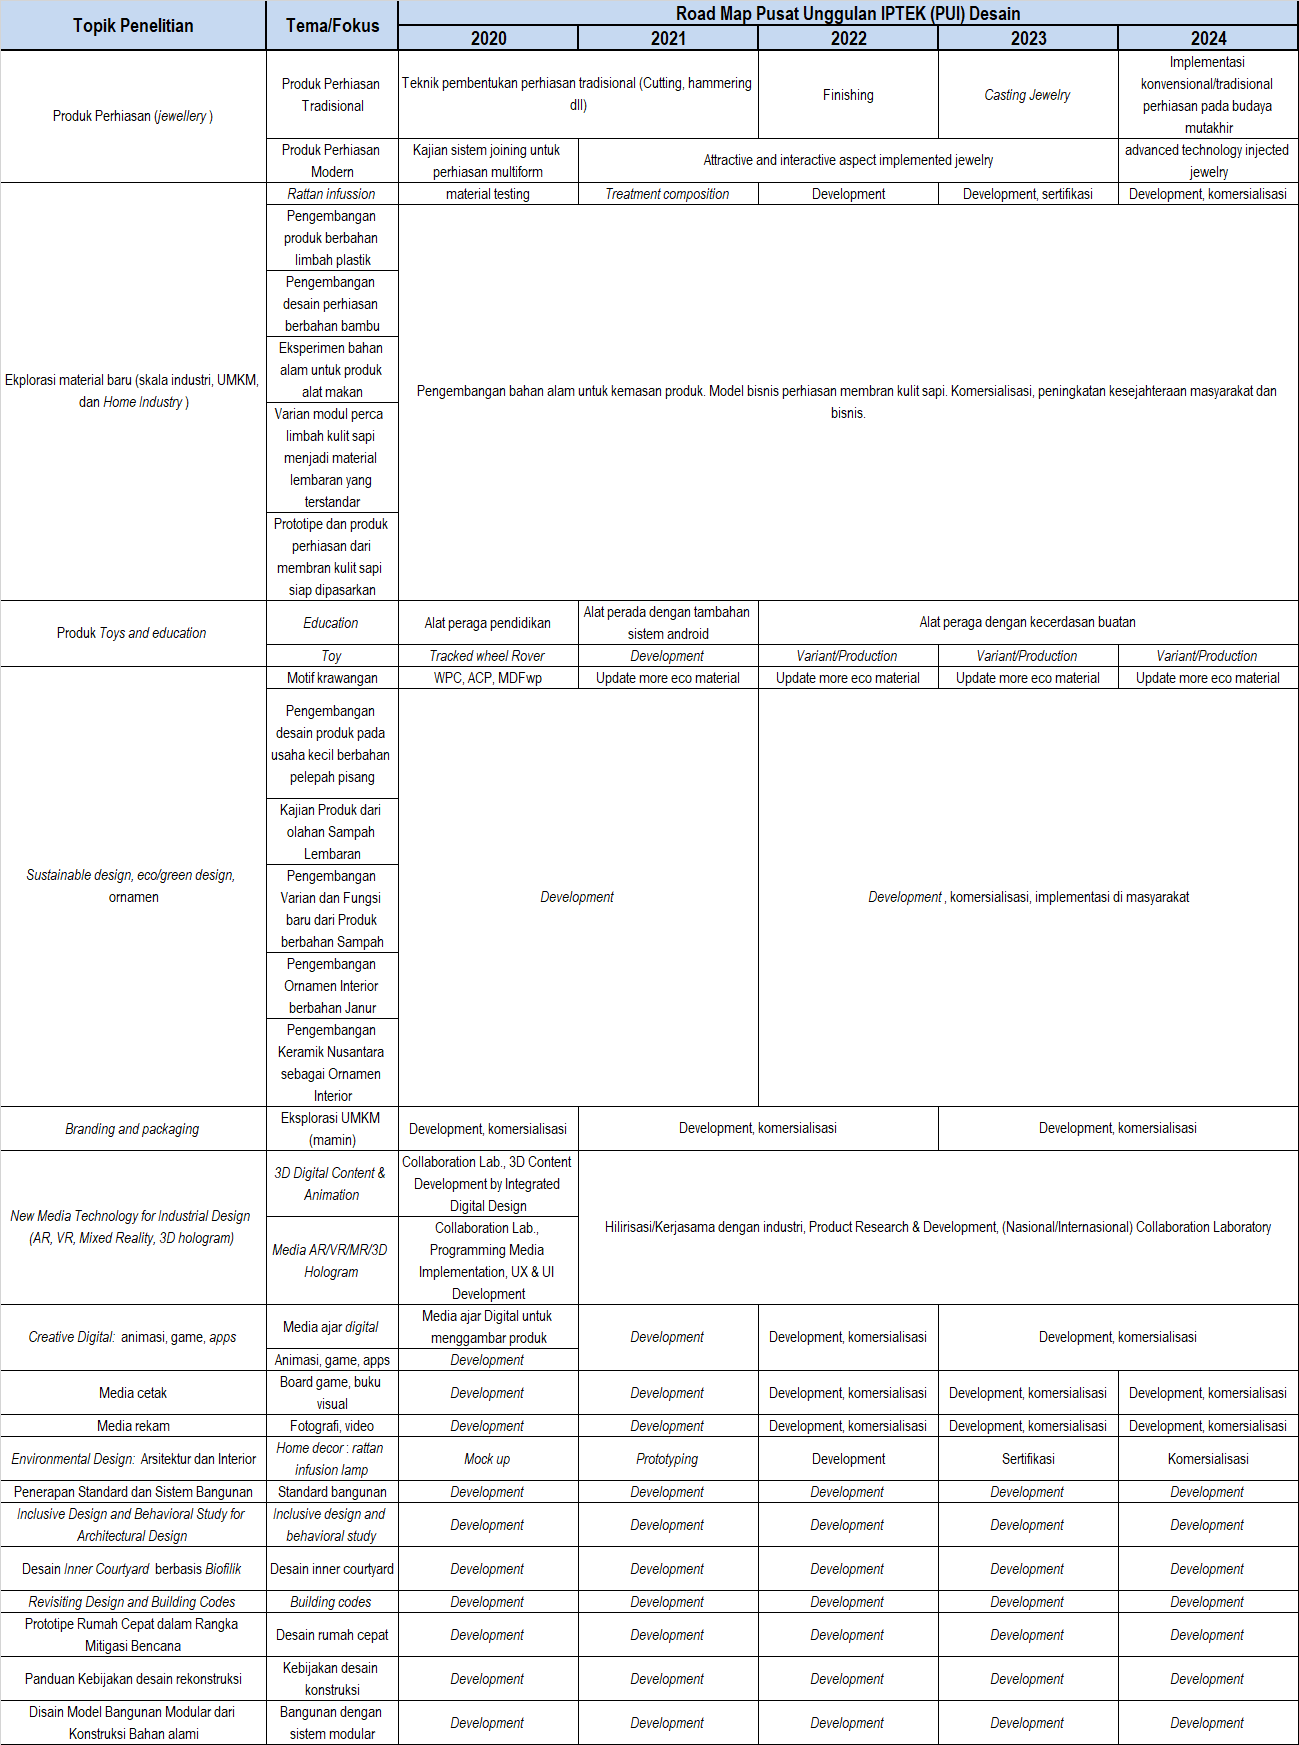 Topik Penelitian
Tema/Fokus
Road Map Pusat Unggulan IPTEK (PUI) Desain
2020
2021
2022
2023
2024
Produk Perhiasan (jewellery )
Produk Perhiasan
Tradisional
Teknik pembentukan perhiasan tradisional (Cutting, hammering
dll)
Finishing
Casting Jewelry
Implementasi
konvensional/tradisional
perhiasan pada budaya
mutakhir
Produk Perhiasan
Modern
Kajian sistem joining untuk
perhiasan multiform
Attractive and interactive aspect implemented jewelry
advanced technology injected
jewelry
Ekplorasi material baru (skala industri, UMKM,
dan Home Industry )
Rattan infussion
material testing
Treatment composition
Development
Development, sertifikasi
Development, komersialisasi
Pengembangan
produk berbahan
limbah plastik
Pengembangan
desain perhiasan
berbahan bambu
Eksperimen bahan
alam untuk produk
alat makan
Varian modul perca
limbah kulit sapi
menjadi material
lembaran yang
terstandar
Prototipe dan produk
perhiasan dari
membran kulit sapi
siap dipasarkan
Pengembangan bahan alam untuk kemasan produk. Model bisnis perhiasan membran kulit sapi. Komersialisasi, peningkatan kesejahteraan masyarakat dan
bisnis.
Produk Toys and education
Education
Alat peraga pendidikan
Alat perada dengan tambahan
sistem android
Alat peraga dengan kecerdasan buatan
Toy
Tracked wheel Rover
Development
Variant/Production
Variant/Production
Variant/Production
Sustainable design, eco/green design,
ornamen
Motif krawangan
WPC, ACP, MDFwp
Update more eco material
Update more eco material
Update more eco material
Update more eco material
Pengembangan
desain produk pada
usaha kecil berbahan
pelepah pisang
Kajian Produk dari
olahan Sampah
Lembaran
Pengembangan
Varian dan Fungsi
baru dari Produk
berbahan Sampah
Pengembangan
Ornamen Interior
berbahan Janur
Pengembangan
Keramik Nusantara
sebagai Ornamen
Interior
Development
Development , komersialisasi, implementasi di masyarakat
Branding and packaging
Eksplorasi UMKM
(mamin)
Development, komersialisasi
Development, komersialisasi
Development, komersialisasi
New Media Technology for Industrial Design
(AR, VR, Mixed Reality, 3D hologram)
3D Digital Content &
Animation
Collaboration Lab., 3D Content
Development by Integrated
Digital Design
Media AR/VR/MR/3D
Hologram
Collaboration Lab.,
Programming Media
Implementation, UX & UI
Development
Hilirisasi/Kerjasama dengan industri, Product Research & Development, (Nasional/Internasional) Collaboration Laboratory
Creative Digital: animasi, game, apps
Media ajar digital
Media ajar Digital untuk
menggambar produk
Animasi, game, apps
Development
Development
Development, komersialisasi
Development, komersialisasi
Media cetak
Board game, buku
visual
Development
Development
Development, komersialisasi
Development, komersialisasi
Development, komersialisasi
Media rekam
Fotografi, video
Development
Development
Development, komersialisasi
Development, komersialisasi
Development, komersialisasi
Environmental Design: Arsitektur dan Interior
Home decor : rattan
infusion lamp
Mock up
Prototyping
Development
Sertifikasi
Komersialisasi
Penerapan Standard dan Sistem Bangunan
Standard bangunan
Development
Development
Development
Development
Development
Inclusive Design and Behavioral Study for
Architectural Design
Inclusive design and
behavioral study
Development
Development
Development
Development
Development
Desain Inner Courtyard berbasis Biofilik
Desain inner courtyard
Development
Development
Development
Development
Development
Revisiting Design and Building Codes
Building codes
Development
Development
Development
Development
Development
Prototipe Rumah Cepat dalam Rangka
Mitigasi Bencana
Desain rumah cepat
Development
Development
Development
Development
Development
Panduan Kebijakan desain rekonstruksi
Kebijakan desain
konstruksi
Development
Development
Development
Development
Development
Disain Model Bangunan Modular dari
Konstruksi Bahan alami
Bangunan dengan
sistem modular
Development
Development
Development
Development
Development